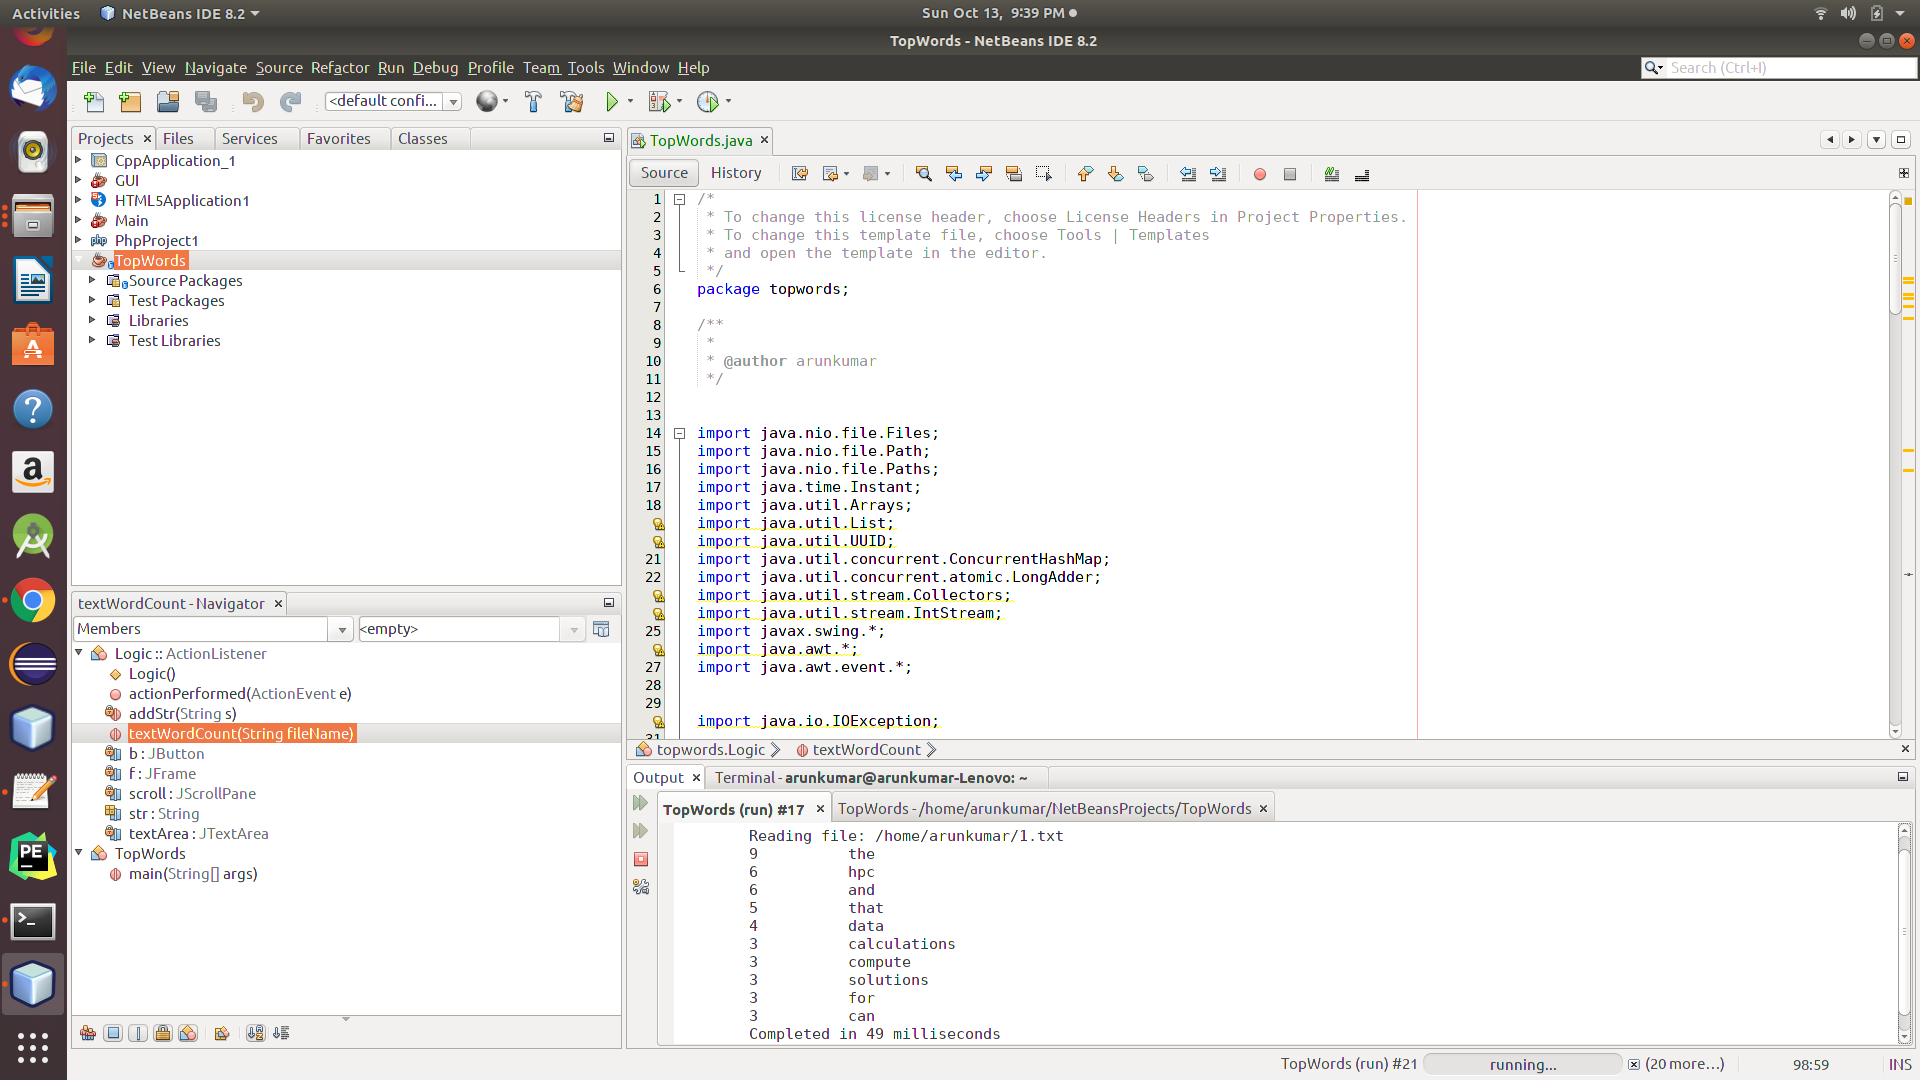 Activities NetBeans IDE 8.2 Sun Oct 13, 9:39 PM
TopWords - NetBeans IDE 8.2
File Edit View Navigate Source Refactor Run Debug Profile Team Tools Window Help Search (Ctrl+I)
<default confi...
Projects Files Services Favorites Classes
CppApplication_1
GUI
HTML5Application1
Main
PhpProject1
TopWords
Source Packages
Test Packages
Libraries
Test Libraries
textWordCount - Navigator
Members <empty>
Logic :: ActionListener
Logic()
actionPerformed(ActionEvent e)
addStr(String s)
textWordCount(String fileName)
b : JButton
f : JFrame
scroll : JScrollPane
str : String
textArea : JTextArea
TopWords
main(String[] args)
TopWords.java
Source History
1 /*
2 * To change this license header, choose License Headers in Project Properties.
3 * To change this template file, choose Tools | Templates
4 * and open the template in the editor.
5 */
6 package topwords;
7
8 /**
9 *
10 * @author arunkumar
11 */
12
13
14 import java.nio.file.Files;
15 import java.nio.file.Path;
16 import java.nio.file.Paths;
17 import java.time.Instant;
18 import java.util.Arrays;
import java.util.List;
import java.util.UUID;
21 import java.util.concurrent.ConcurrentHashMap;
22 import java.util.concurrent.atomic.LongAdder;
import java.util.stream.Collectors;
import java.util.stream.IntStream;
25 import javax.swing.*;
import java.awt.*;
27 import java.awt.event.*;
28
29
import java.io.IOException;
31
topwords.Logic textWordCount
Output Terminal - arunkumar@arunkumar-Lenovo: ~
TopWords (run) #17 TopWords - /home/arunkumar/NetBeansProjects/TopWords
Reading file: /home/arunkumar/1.txt
9 the
6 hpc
6 and
5 that
4 data
3 calculations
3 compute
3 solutions
3 for
3 can
Completed in 49 milliseconds
TopWords (run) #21 running... (20 more...) 98:59 INS